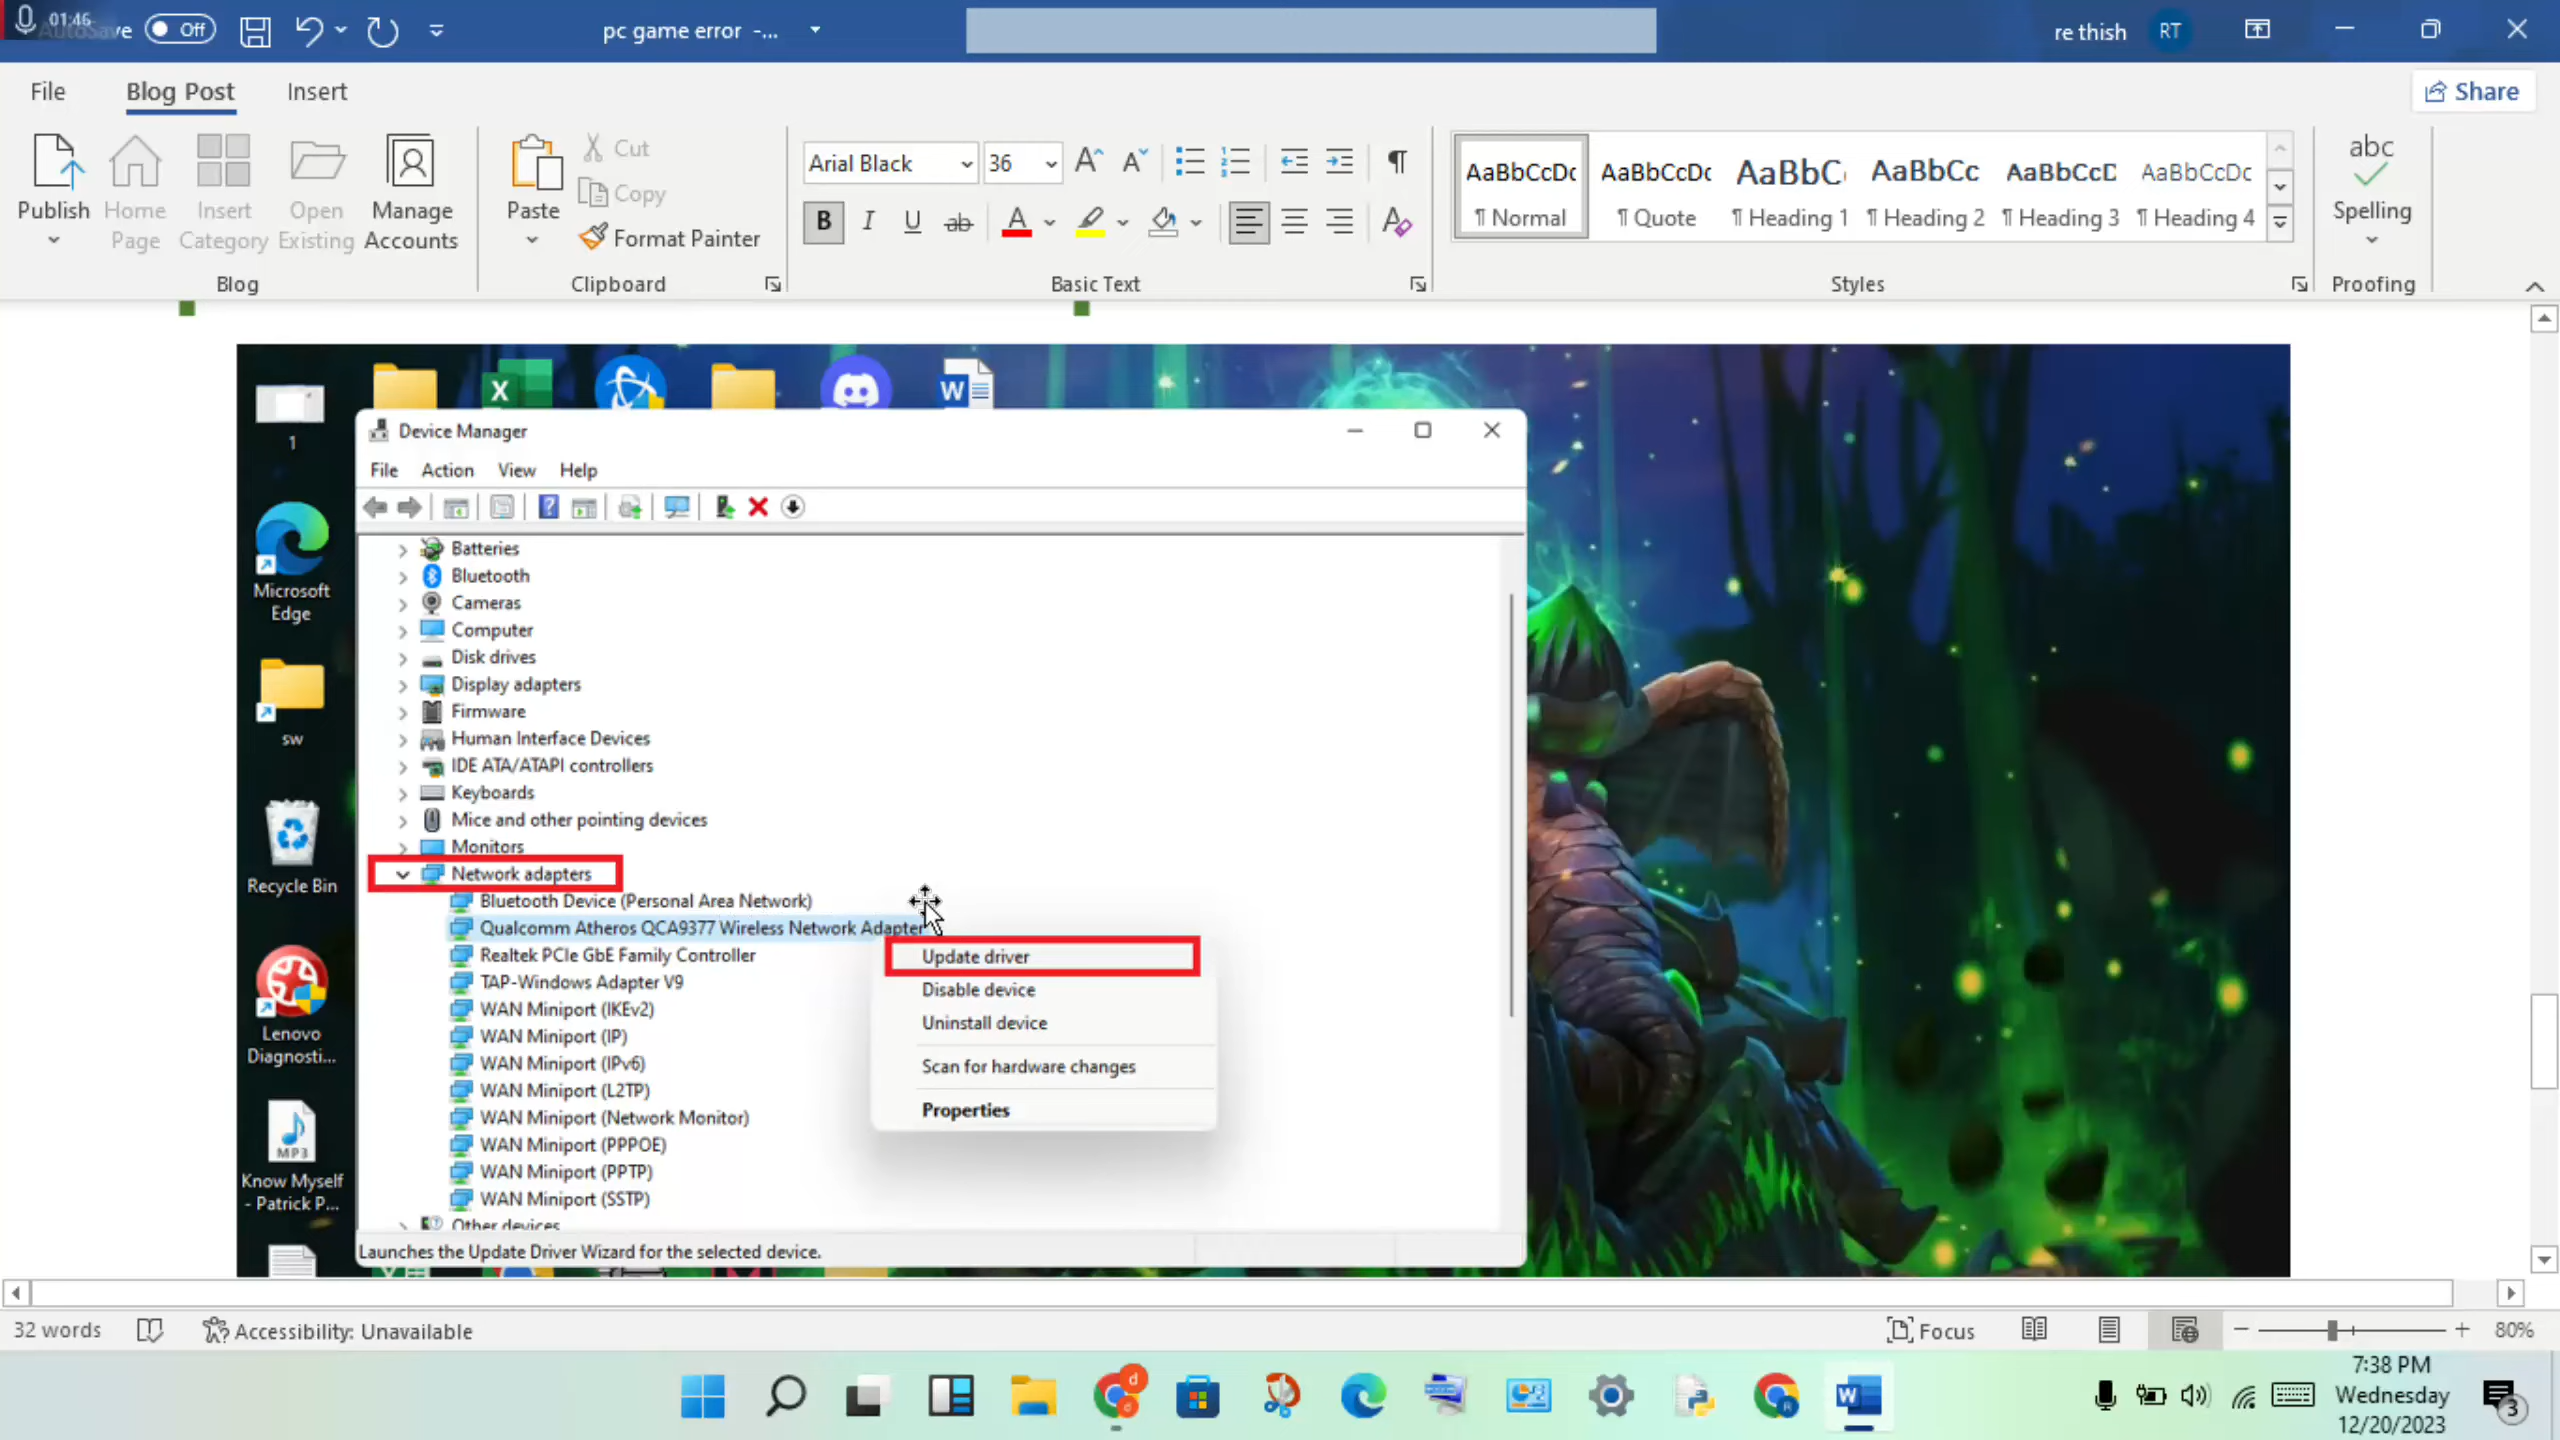 01:46
AutoSave Off pc game error -... re thish RT
File Blog Post Insert Share
Publish Home Page Insert Category Open Existing Manage Accounts
Blog
Paste Cut
Copy
Format Painter
Clipboard
Arial Black 36
B I U ab A
Basic Text
AaBbCcDc AaBbCcDc AaBbC AaBbCc AaBbCcD AaBbCcDc
¶ Normal ¶ Quote ¶ Heading 1 ¶ Heading 2 ¶ Heading 3 ¶ Heading 4
Styles
abc
Spelling
Proofing
1
Microsoft Edge
sw
Recycle Bin
Lenovo Diagnosti...
MP3
Know Myself - Patrick P...
Device Manager
File Action View Help
Batteries
Bluetooth
Cameras
Computer
Disk drives
Display adapters
Firmware
Human Interface Devices
IDE ATA/ATAPI controllers
Keyboards
Mice and other pointing devices
Monitors
Network adapters
Bluetooth Device (Personal Area Network)
Qualcomm Atheros QCA9377 Wireless Network Adapter
Realtek PCIe GbE Family Controller
TAP-Windows Adapter V9
WAN Miniport (IKEv2)
WAN Miniport (IP)
WAN Miniport (IPv6)
WAN Miniport (L2TP)
WAN Miniport (Network Monitor)
WAN Miniport (PPPOE)
WAN Miniport (PPTP)
WAN Miniport (SSTP)
Other devices
Update driver
Disable device
Uninstall device
Scan for hardware changes
Properties
Launches the Update Driver Wizard for the selected device.
32 words Accessibility: Unavailable Focus 80%
7:38 PM
Wednesday
12/20/2023
3